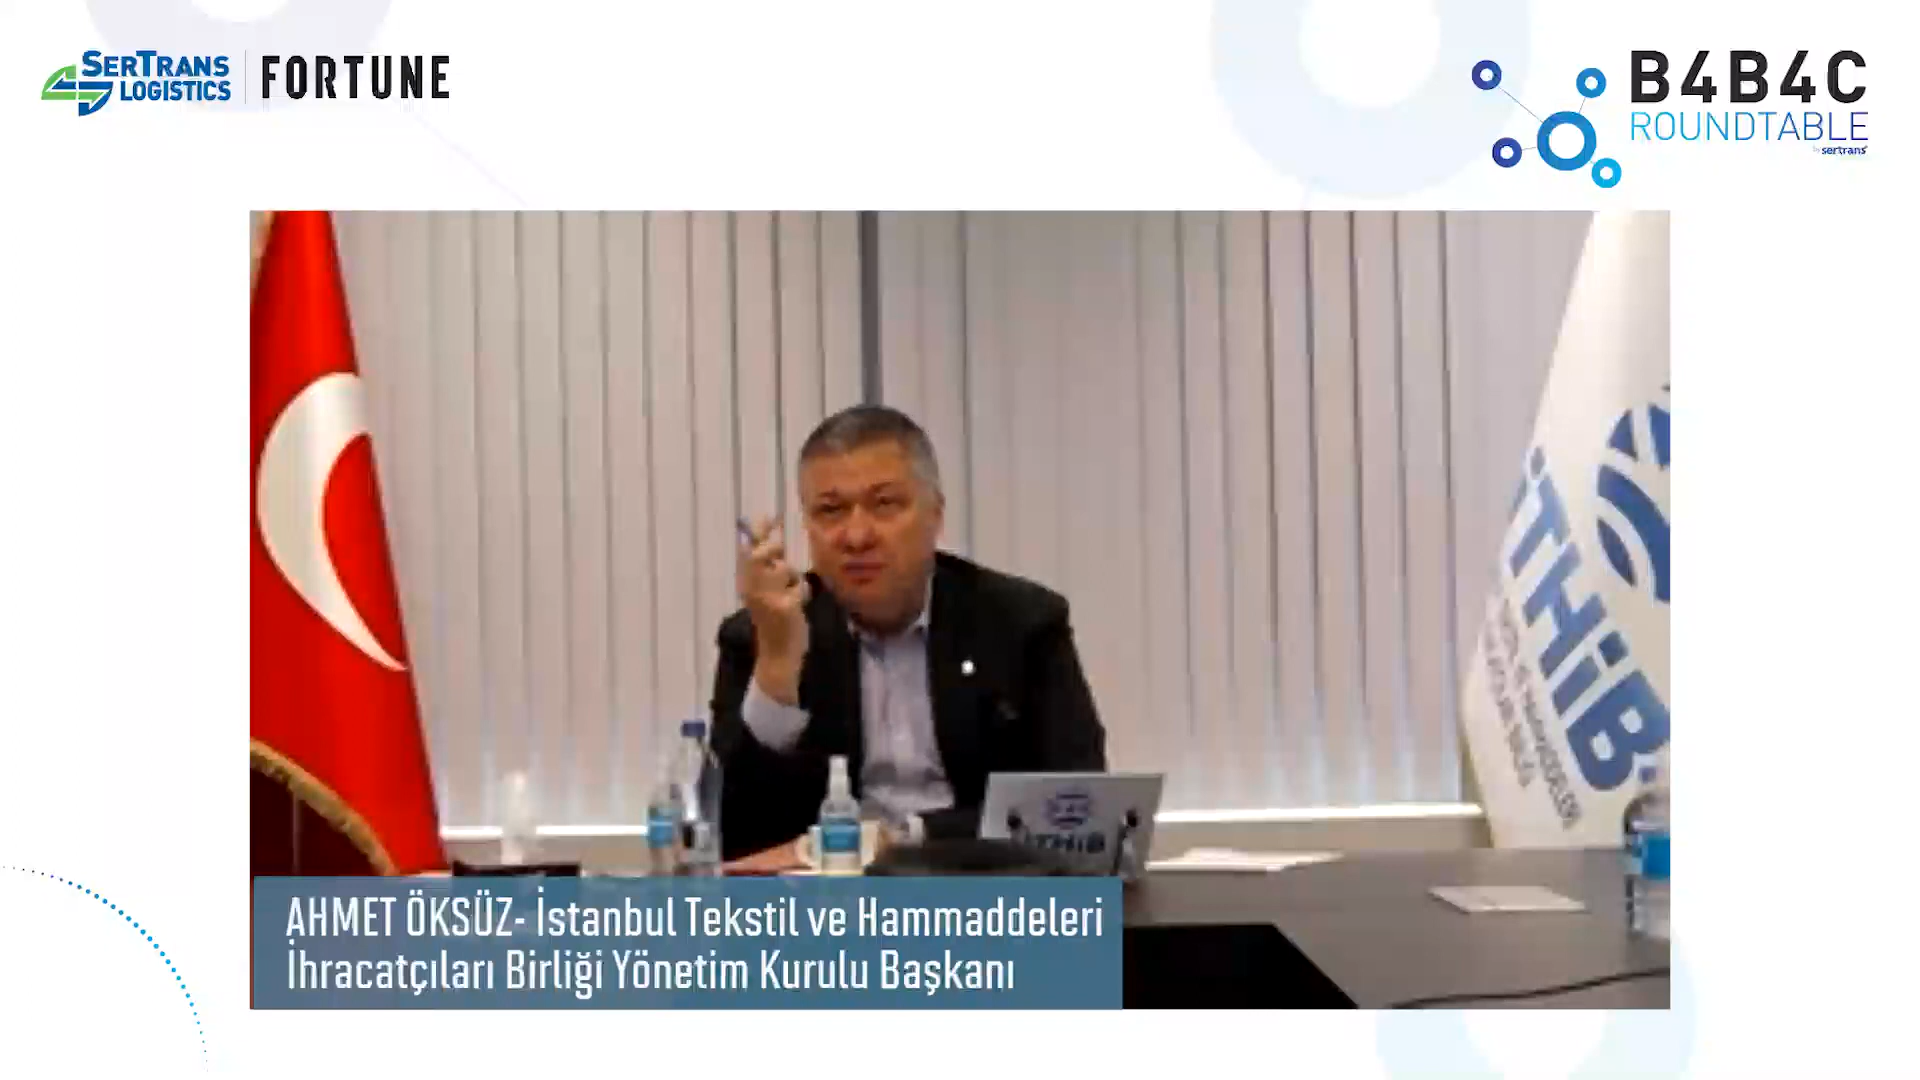 SERTRANS
LOGISTICS
FORTUNE
B4B4C
ROUNDTABLE
by sertrans
İTHİB
İTHİB
AHMET ÖKSÜZ- İstanbul Tekstil ve Hammaddeleri
İhracatçıları Birliği Yönetim Kurulu Başkanı